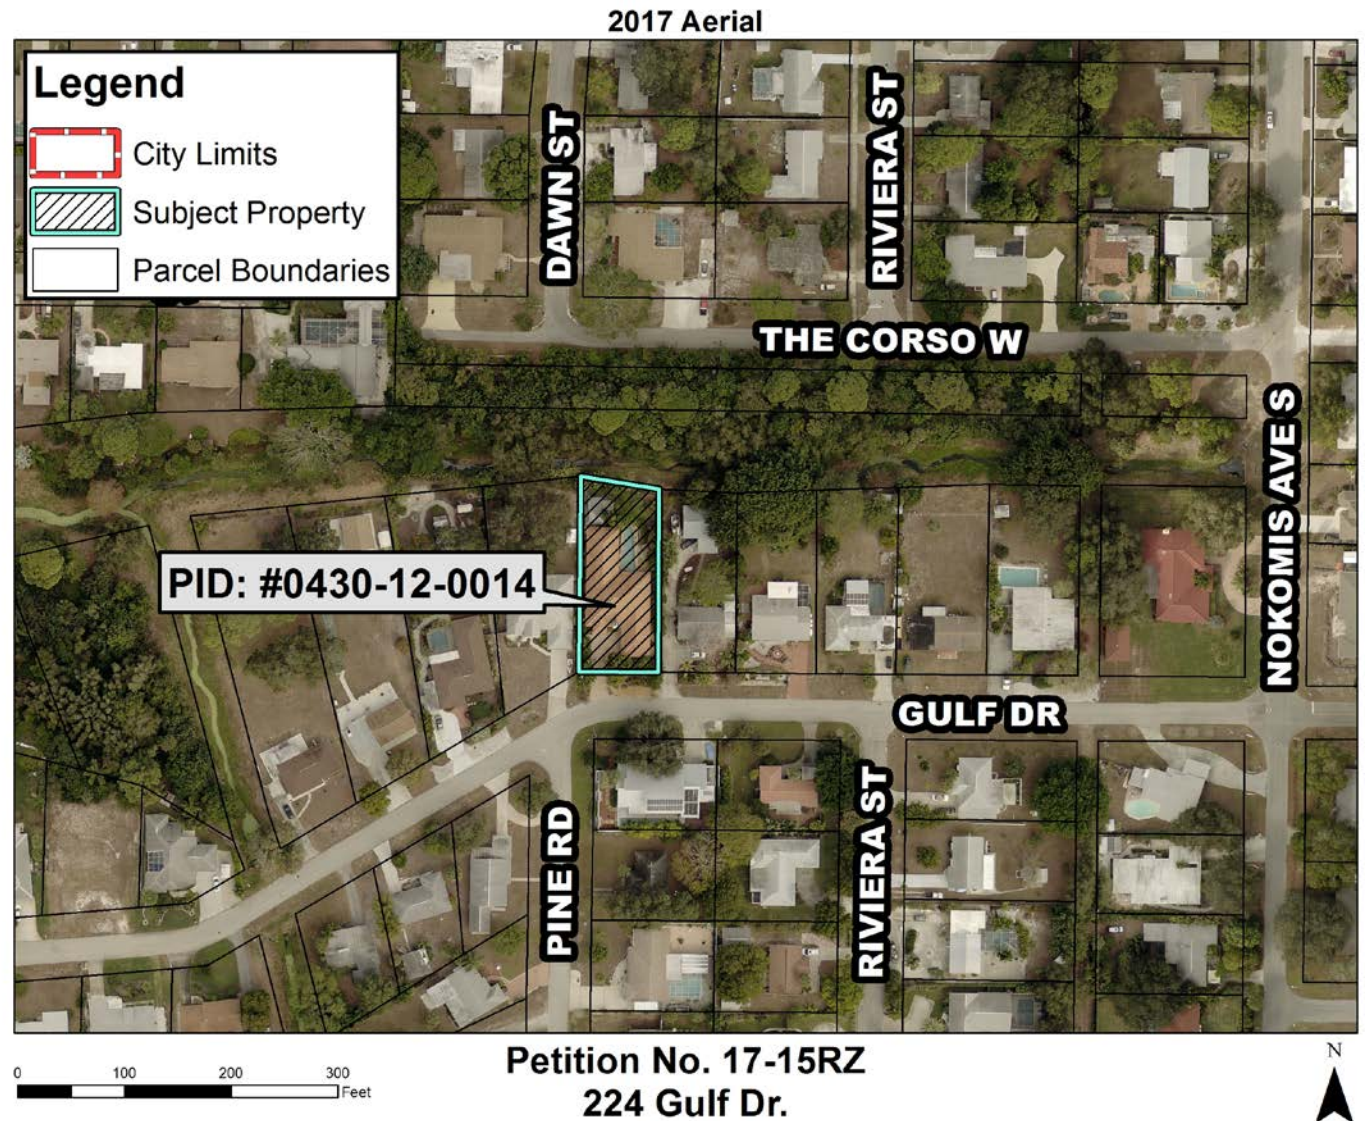 2017 Aerial
Legend
City Limits
Subject Property
Parcel Boundaries
DAWN ST
RIVIERA ST
THE CORSO W
NOKOMIS AVE S
PID: #0430-12-0014
GULF DR
PINE RD
RIVIERA ST
0 100 200 300
Feet
Petition No. 17-15RZ
224 Gulf Dr.
N